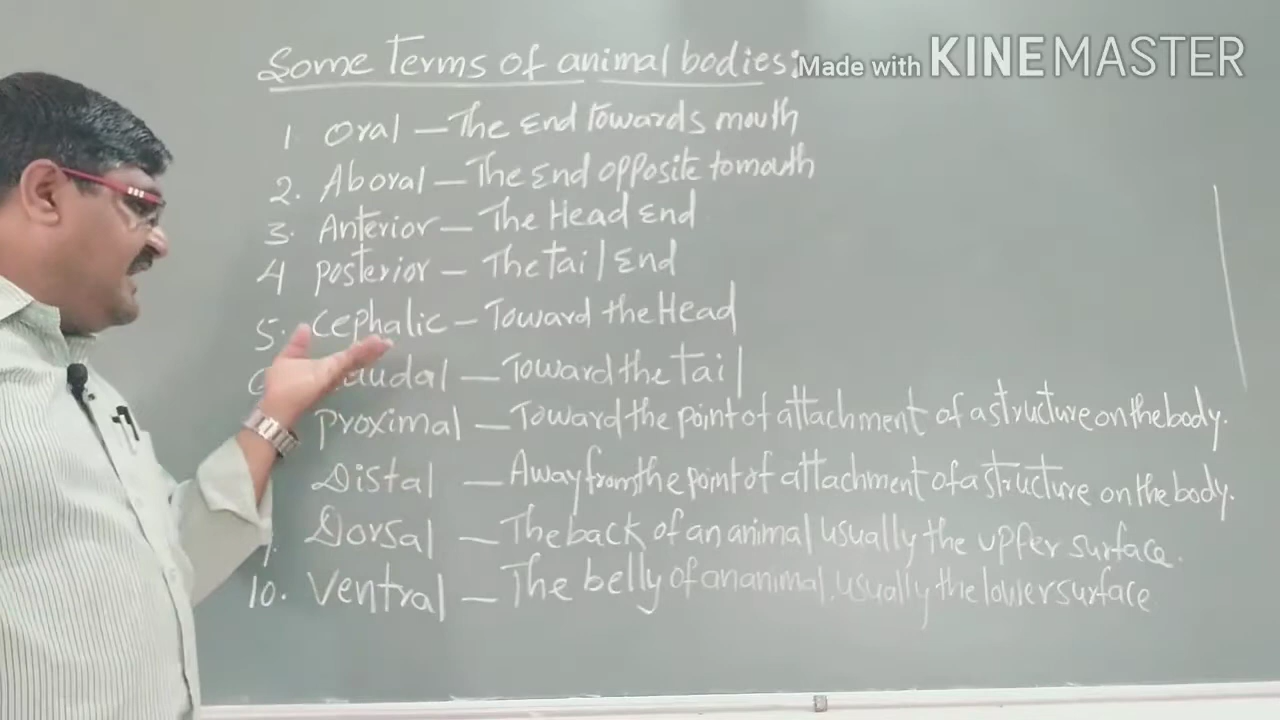 Some Terms of animal bodies:
Made with KINEMASTER
1. Oral — The End towards mouth
2. Aboral — The End opposite to mouth
3. Anterior — The Head End
4 Posterior — The tail End
5. Cephalic — Toward the Head
audal — Toward the tail
Proximal — Toward the point of attachment of a structure on the body.
Distal — Away from the point of attachment of a structure on the body.
9. Dorsal — The back of an animal usually the upper surface.
10. Ventral — The belly of an animal, usually the lower surface